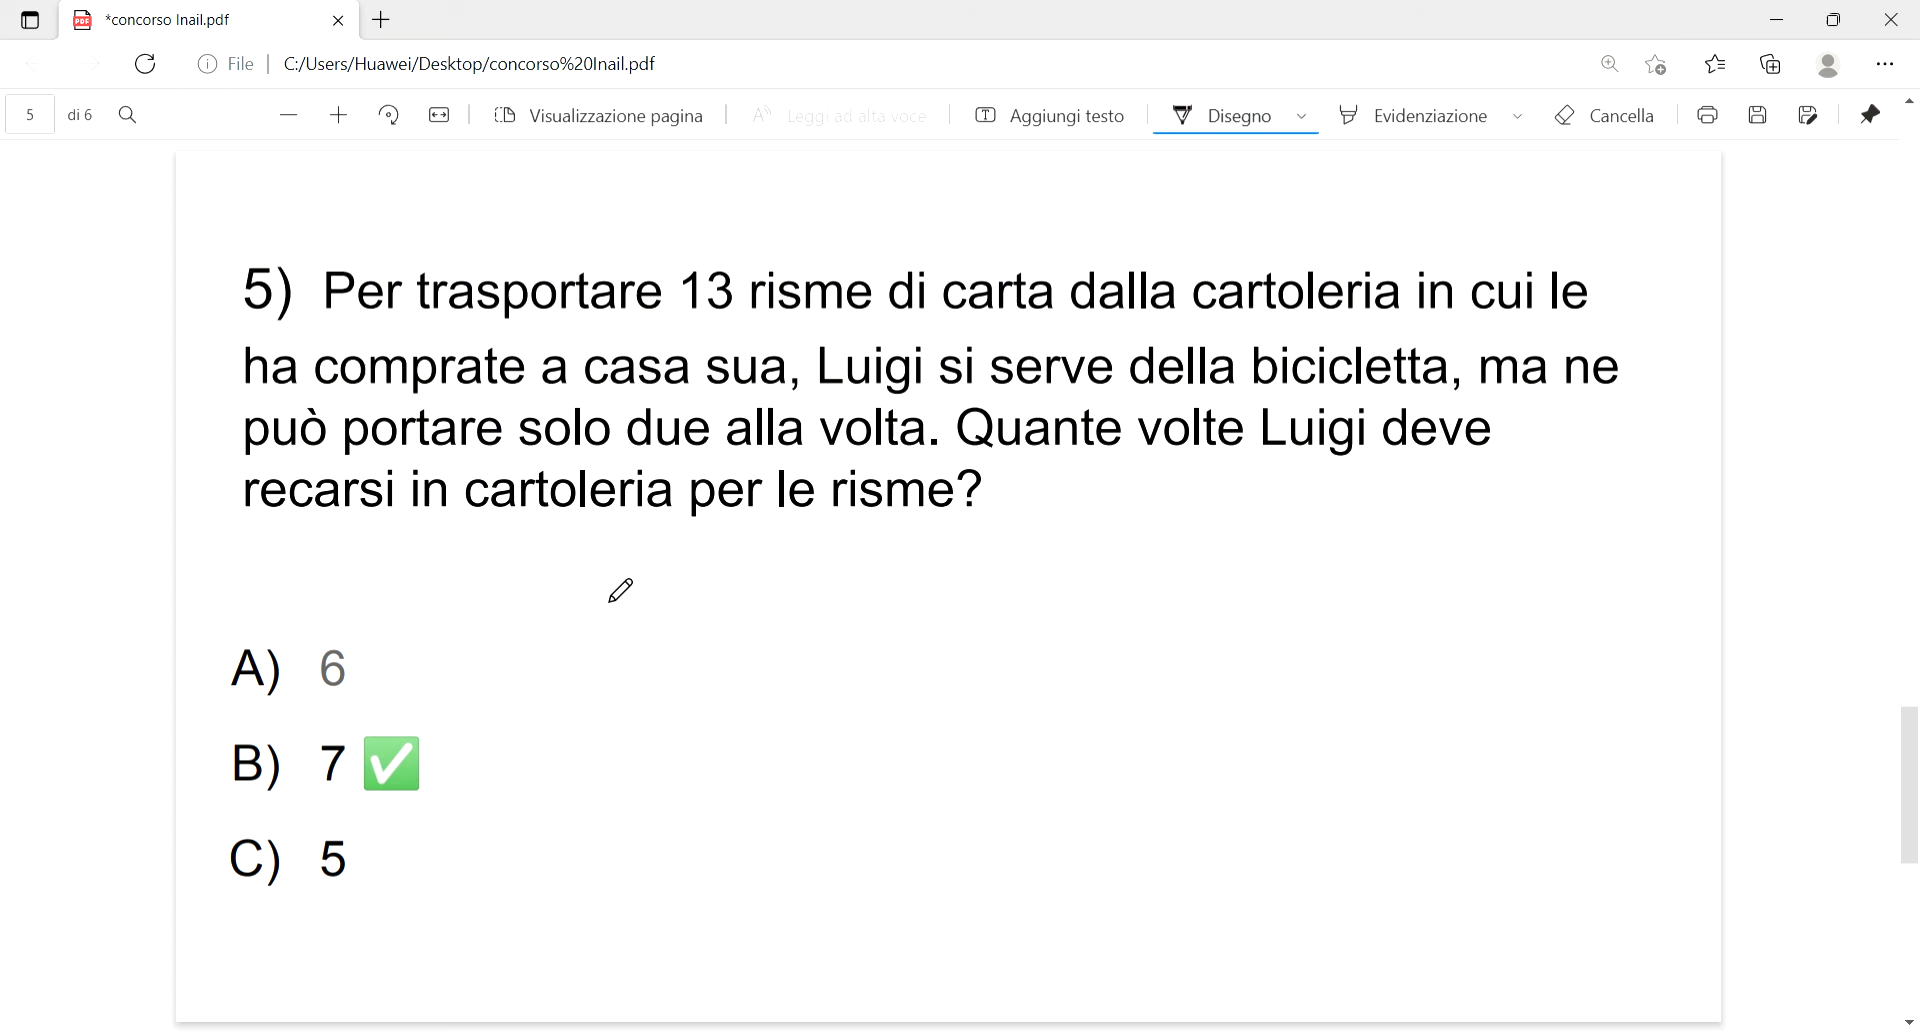 *concorso Inail.pdf
File
C:/Users/Huawei/Desktop/concorso%20Inail.pdf
5 di 6
Visualizzazione pagina
Leggi ad alta voce
Aggiungi testo
Disegno
Evidenziazione
Cancella
5) Per trasportare 13 risme di carta dalla cartoleria in cui le
ha comprate a casa sua, Luigi si serve della bicicletta, ma ne
può portare solo due alla volta. Quante volte Luigi deve
recarsi in cartoleria per le risme?
A) 6
B) 7 ✅
C) 5